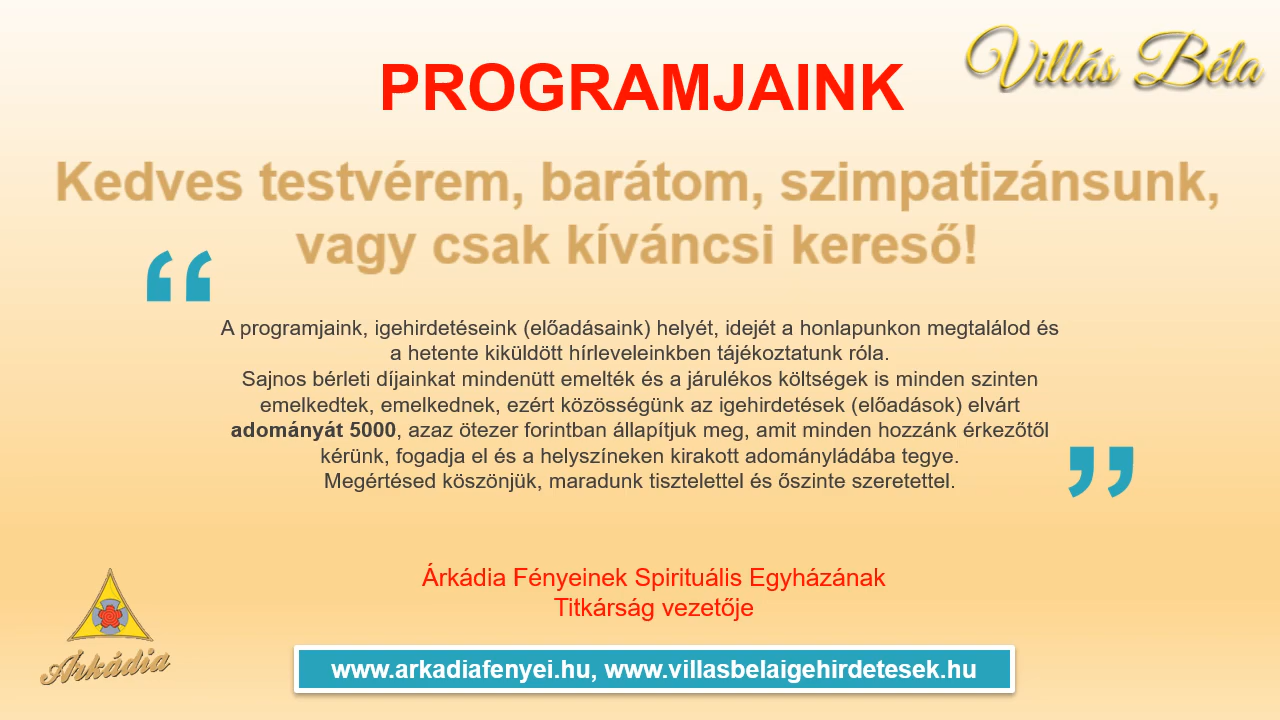 Villás Béla
PROGRAMJAINK
Kedves testvérem, barátom, szimpatizánsunk,
vagy csak kíváncsi kereső!
“
A programjaink, igehirdetéseink (előadásaink) helyét, idejét a honlapunkon megtalálod és
a hetente kiküldött hírleveleinkben tájékoztatunk róla.
Sajnos bérleti díjainkat mindenütt emelték és a járulékos költségek is minden szinten
emelkedtek, emelkednek, ezért közösségünk az igehirdetések (előadások) elvárt
adományát 5000, azaz ötezer forintban állapítjuk meg, amit minden hozzánk érkezőtől
kérünk, fogadja el és a helyszíneken kirakott adományládába tegye.
Megértésed köszönjük, maradunk tisztelettel és őszinte szeretettel.
”
Árkádia Fényeinek Spirituális Egyházának
Titkárság vezetője
Árkádia
www.arkadiafenyei.hu, www.villasbelaigehirdetesek.hu